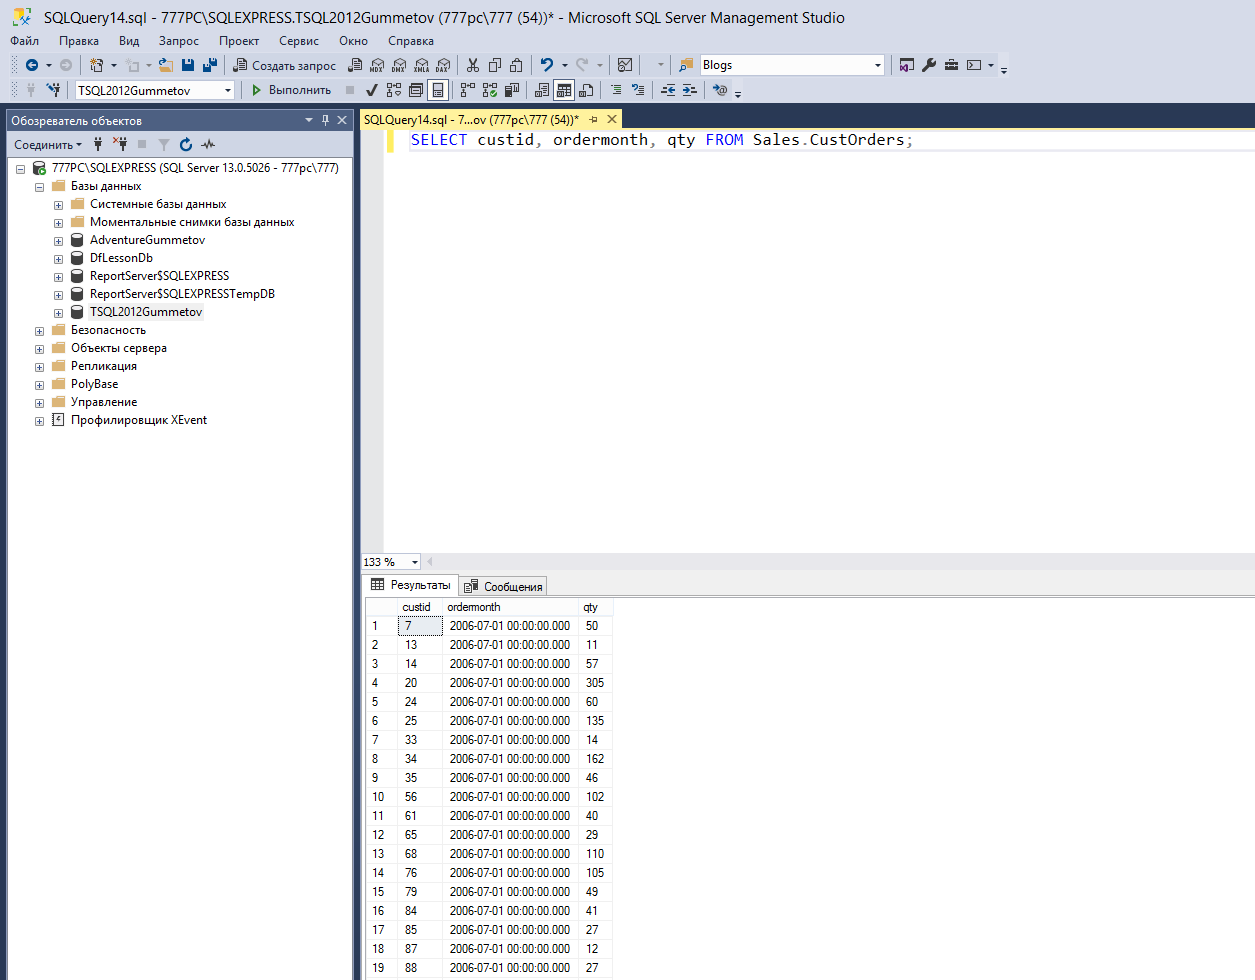 SQLQuery14.sql - 777PC\SQLEXPRESS.TSQL2012Gummetov (777pc\777 (54))* - Microsoft SQL Server Management Studio
Файл Правка Вид Запрос Проект Сервис Окно Справка
Создать запрос MDX DMX XMLA DAX Blogs
TSQL2012Gummetov Выполнить
Обозреватель объектов
Соединить
777PC\SQLEXPRESS (SQL Server 13.0.5026 - 777pc\777)
Базы данных
Системные базы данных
Моментальные снимки базы данных
AdventureGummetov
DfLessonDb
ReportServer$SQLEXPRESS
ReportServer$SQLEXPRESSTempDB
TSQL2012Gummetov
Безопасность
Объекты сервера
Репликация
PolyBase
Управление
Профилировщик XEvent
SQLQuery14.sql - 7...ov (777pc\777 (54))*
SELECT custid, ordermonth, qty FROM Sales.CustOrders;
133 %
Результаты Сообщения
custid ordermonth qty
1 7 2006-07-01 00:00:00.000 50
2 13 2006-07-01 00:00:00.000 11
3 14 2006-07-01 00:00:00.000 57
4 20 2006-07-01 00:00:00.000 305
5 24 2006-07-01 00:00:00.000 60
6 25 2006-07-01 00:00:00.000 135
7 33 2006-07-01 00:00:00.000 14
8 34 2006-07-01 00:00:00.000 162
9 35 2006-07-01 00:00:00.000 46
10 56 2006-07-01 00:00:00.000 102
11 61 2006-07-01 00:00:00.000 40
12 65 2006-07-01 00:00:00.000 29
13 68 2006-07-01 00:00:00.000 110
14 76 2006-07-01 00:00:00.000 105
15 79 2006-07-01 00:00:00.000 49
16 84 2006-07-01 00:00:00.000 41
17 85 2006-07-01 00:00:00.000 27
18 87 2006-07-01 00:00:00.000 12
19 88 2006-07-01 00:00:00.000 27